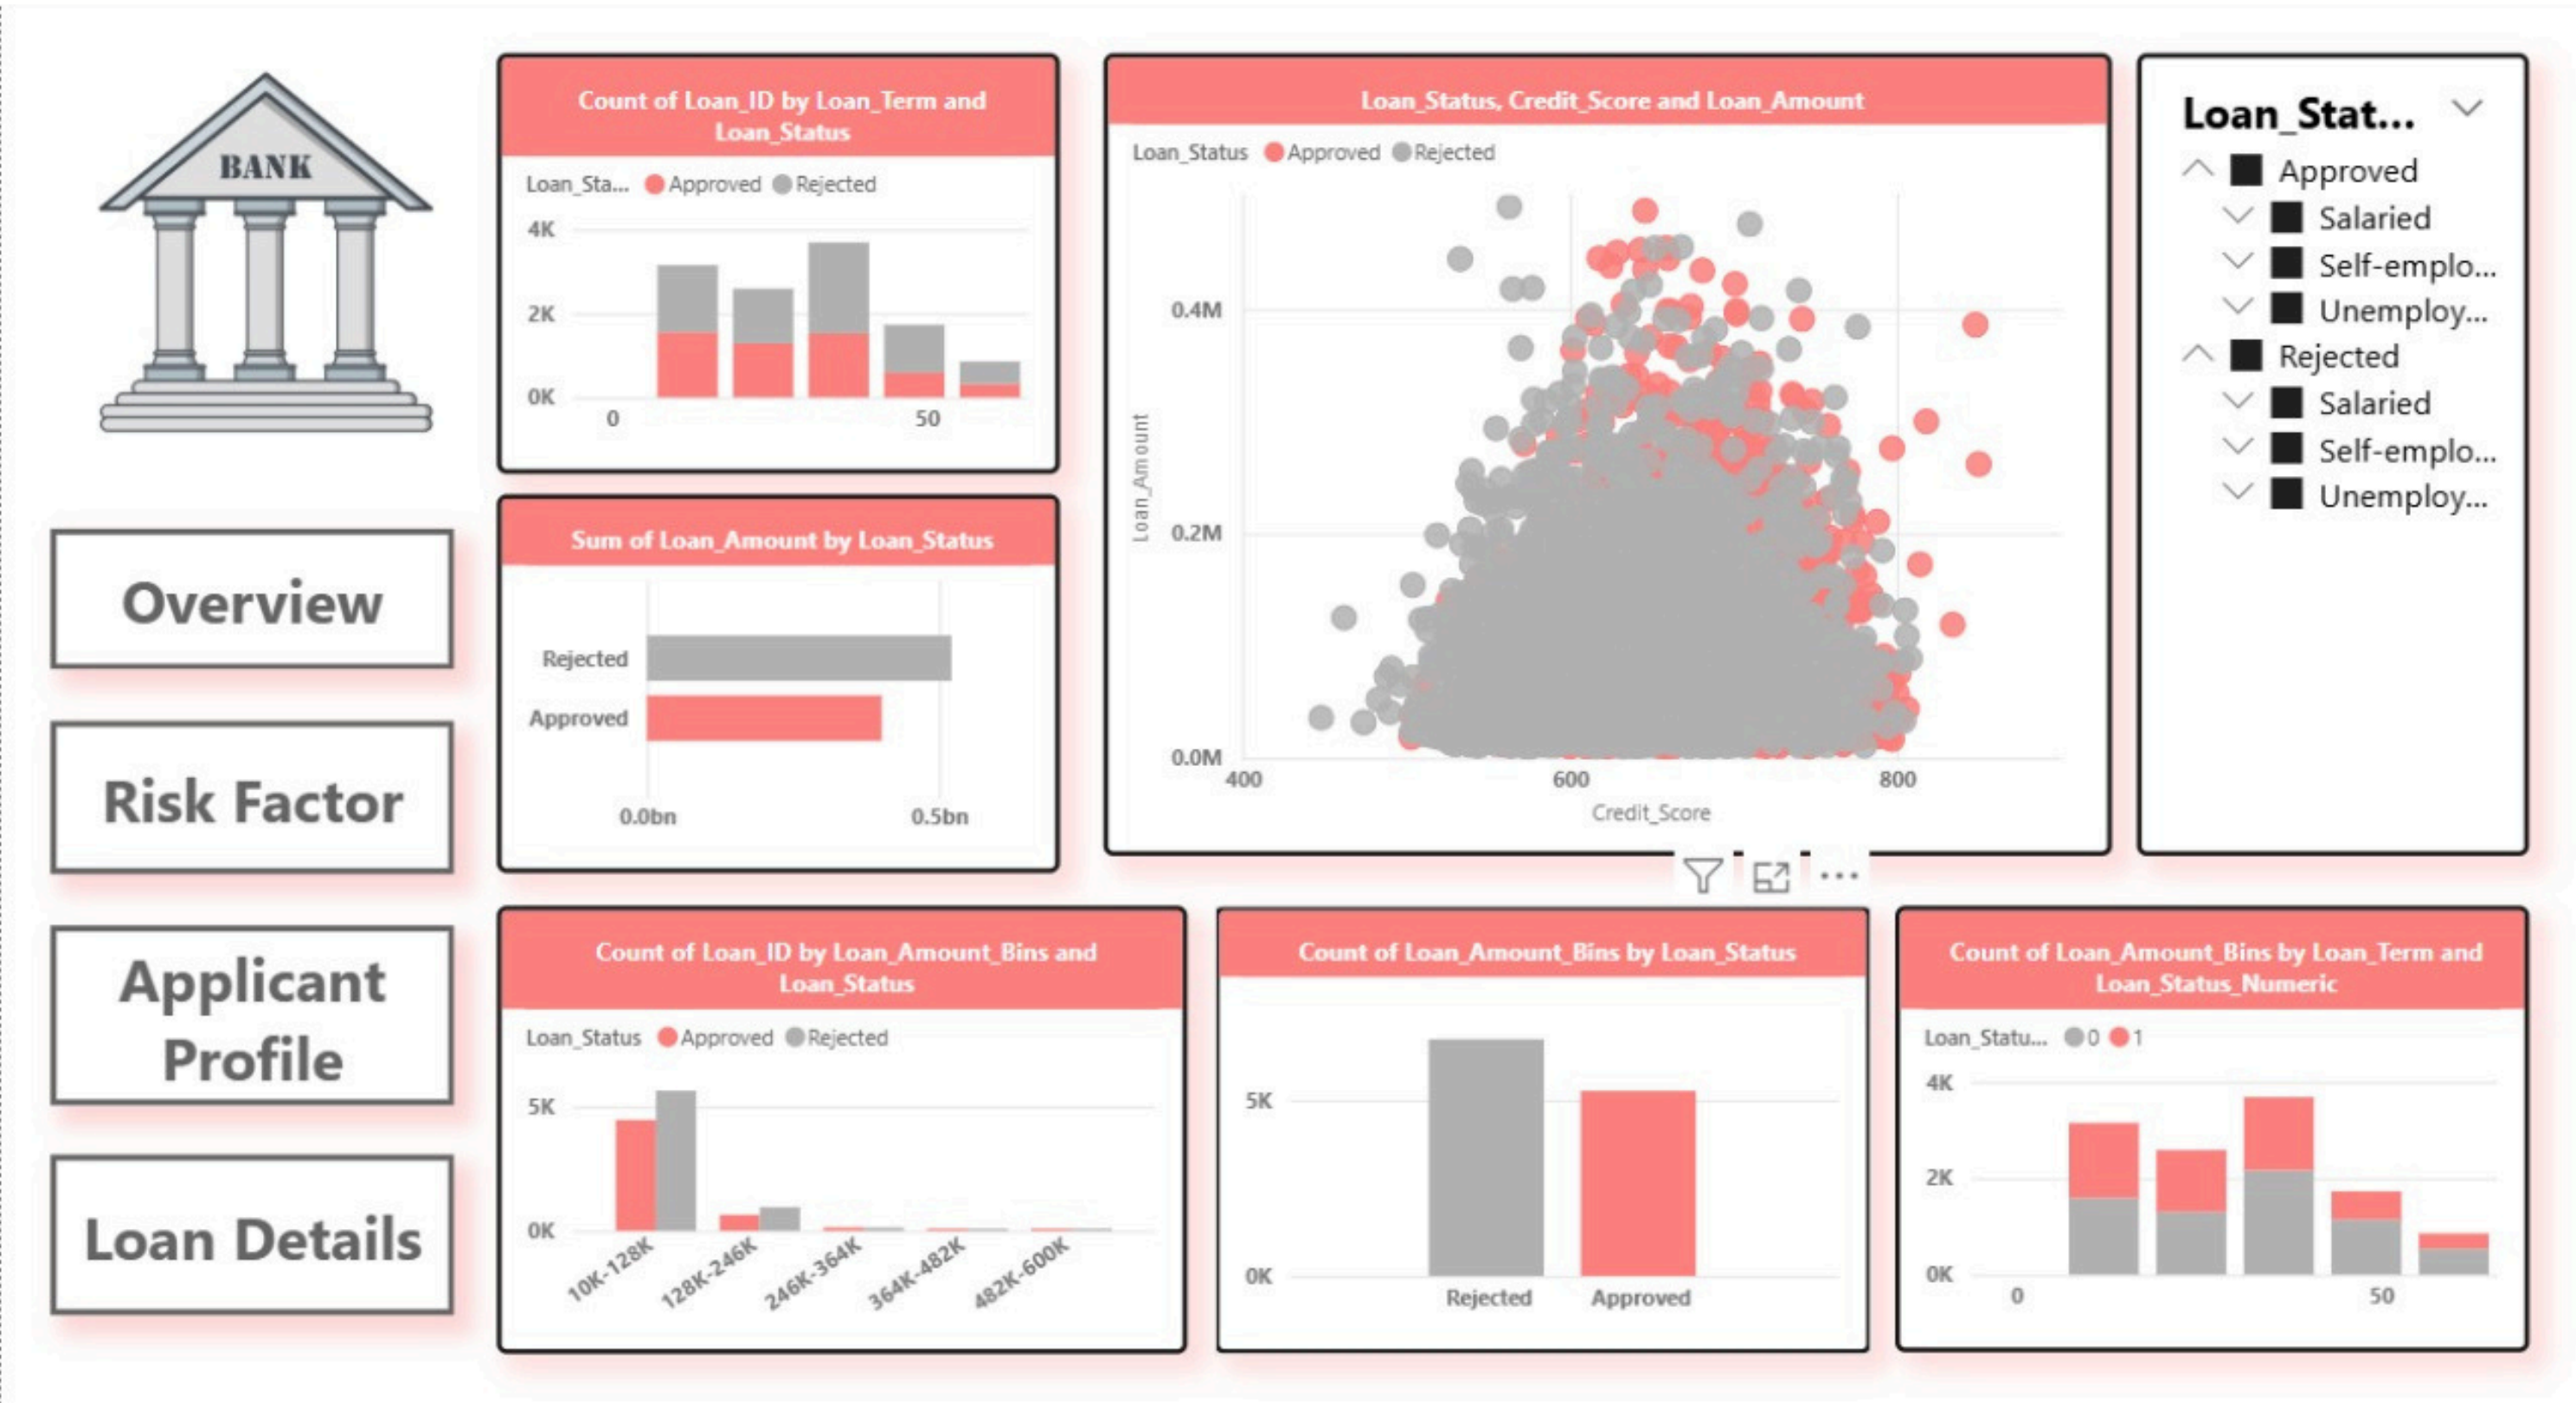 BANK
Overview
Risk Factor
Applicant
Profile
Loan Details
Count of Loan_ID by Loan_Term and
Loan_Status
Loan_Sta... Approved Rejected
4K
2K
0K
0 50
Sum of Loan_Amount by Loan_Status
Rejected
Approved
0.0bn 0.5bn
Loan_Status, Credit_Score and Loan_Amount
Loan_Status Approved Rejected
Loan_Amount
0.4M
0.2M
0.0M
400 600 800
Credit_Score
Loan_Stat...
Approved
Salaried
Self-emplo...
Unemploy...
Rejected
Salaried
Self-emplo...
Unemploy...
Count of Loan_ID by Loan_Amount_Bins and
Loan_Status
Loan_Status Approved Rejected
5K
0K
10K-128K 128K-246K 246K-364K 364K-482K 482K-600K
Count of Loan_Amount_Bins by Loan_Status
5K
0K
Rejected Approved
Count of Loan_Amount_Bins by Loan_Term and
Loan_Status_Numeric
Loan_Statu... 0 1
4K
2K
0K
0 50